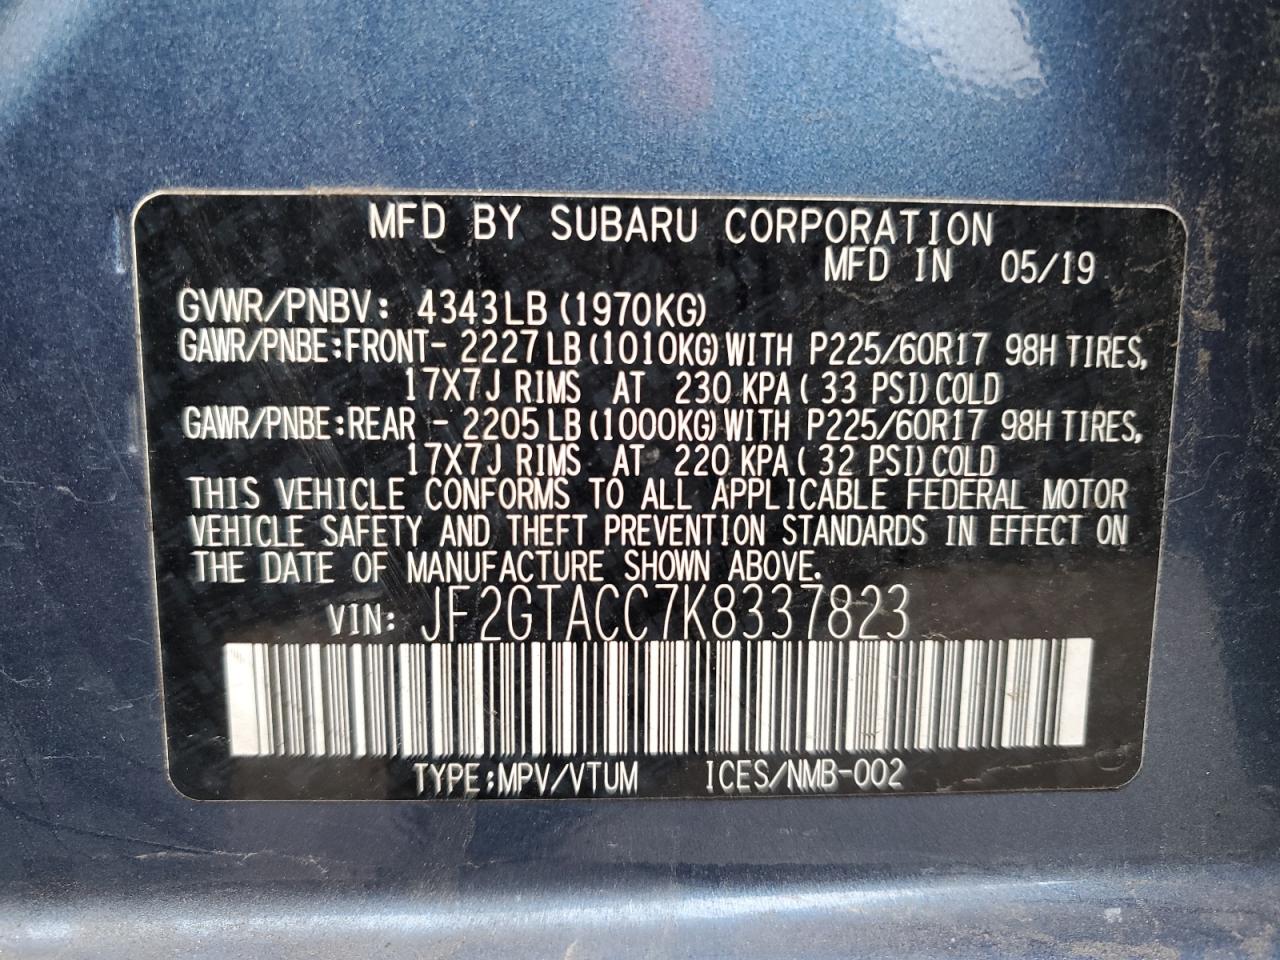 MFD BY SUBARU CORPORATION
MFD IN 05/19
GVWR/PNBV: 4343LB (1970KG)
GAWR/PNBE:FRONT- 2227LB(1010KG)WITH P225/60R17 98H TIRES,
17X7J RIMS AT 230 KPA( 33 PSI)COLD
GAWR/PNBE:REAR - 2205LB(1000KG)WITH P225/60R17 98H TIRES,
17X7J RIMS AT 220 KPA( 32 PSI)COLD
THIS VEHICLE CONFORMS TO ALL APPLICABLE FEDERAL MOTOR
VEHICLE SAFETY AND THEFT PREVENTION STANDARDS IN EFFECT ON
THE DATE OF MANUFACTURE SHOWN ABOVE.
VIN: JF2GTACC7K8337823
TYPE:MPV/VTUM ICES/NMB-002